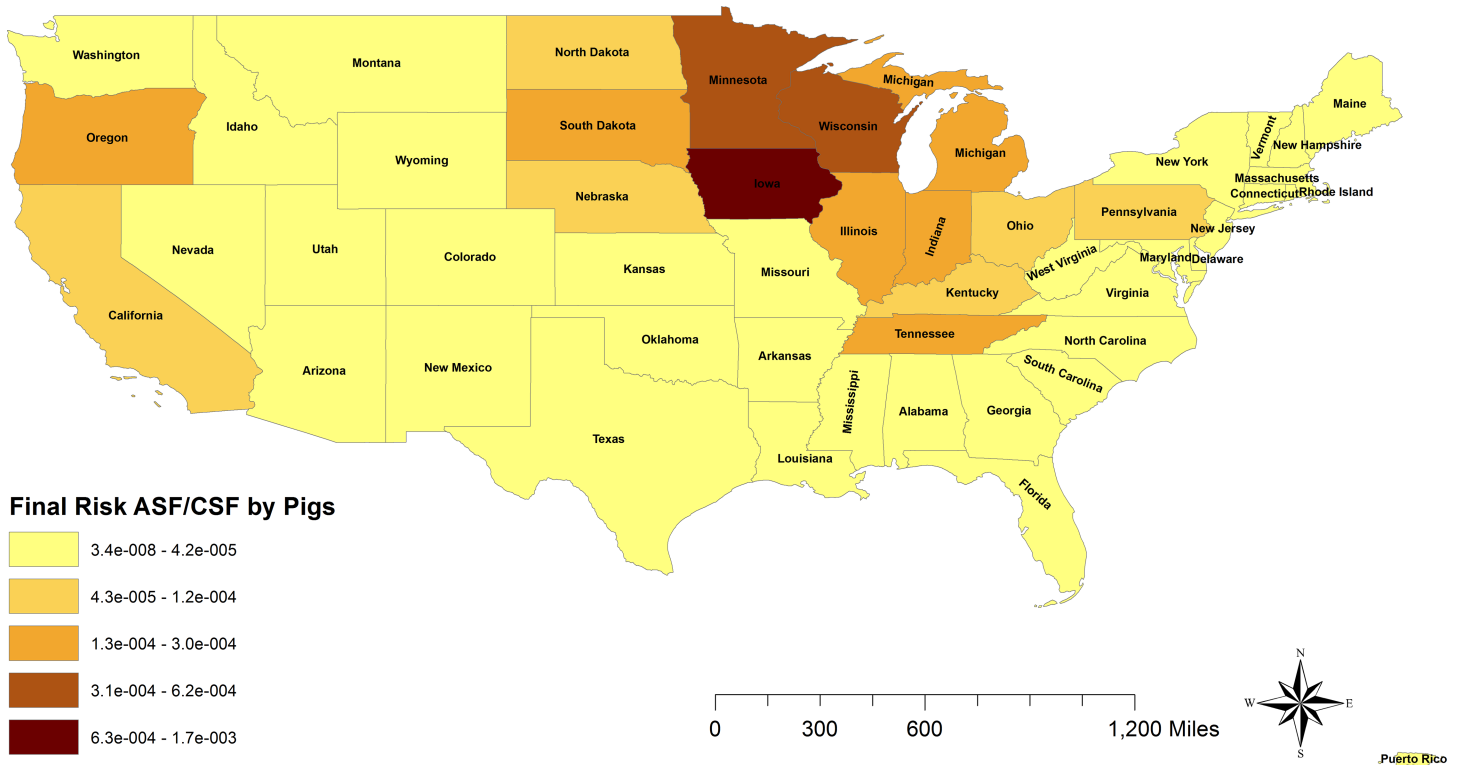 Washington
Montana
North Dakota
Minnesota
Michigan
Maine
Oregon
Idaho
South Dakota
Wisconsin
Michigan
Vermont
New Hampshire
Wyoming
New York
Iowa
Massachusetts
Nebraska
Connecticut
Rhode Island
Pennsylvania
Nevada
Utah
Colorado
Illinois
Indiana
Ohio
New Jersey
Kansas
Missouri
West Virginia
Maryland
Delaware
California
Kentucky
Virginia
Arizona
New Mexico
Oklahoma
Arkansas
Tennessee
North Carolina
South Carolina
Texas
Mississippi
Alabama
Georgia
Louisiana
Florida
Final Risk ASF/CSF by Pigs
3.4e-008 - 4.2e-005
4.3e-005 - 1.2e-004
1.3e-004 - 3.0e-004
3.1e-004 - 6.2e-004
6.3e-004 - 1.7e-003
0 300 600 1,200 Miles
N
W E
S
Puerto Rico